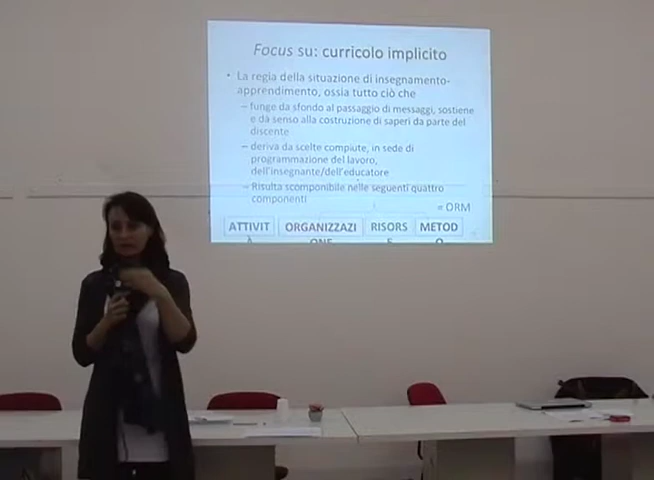 Focus su: curricolo implicito
• La regia della situazione di insegnamento-
apprendimento, ossia tutto ciò che
– funge da sfondo al passaggio di messaggi, sostiene
e dà senso alla costruzione di saperi da parte del
discente
– deriva da scelte compiute, in sede di
programmazione del lavoro,
dell'insegnante/dell'educatore
– Risulta scomponibile nelle seguenti quattro
componenti
= ORM
ATTIVIT
À
ORGANIZZAZI
ONE
RISORS
E
METOD
O